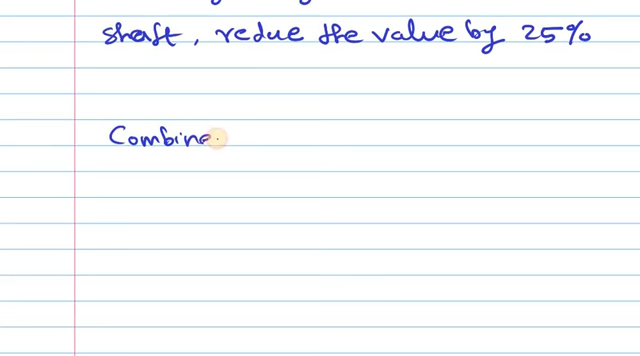 shaft, redue the value by 25%
Combine